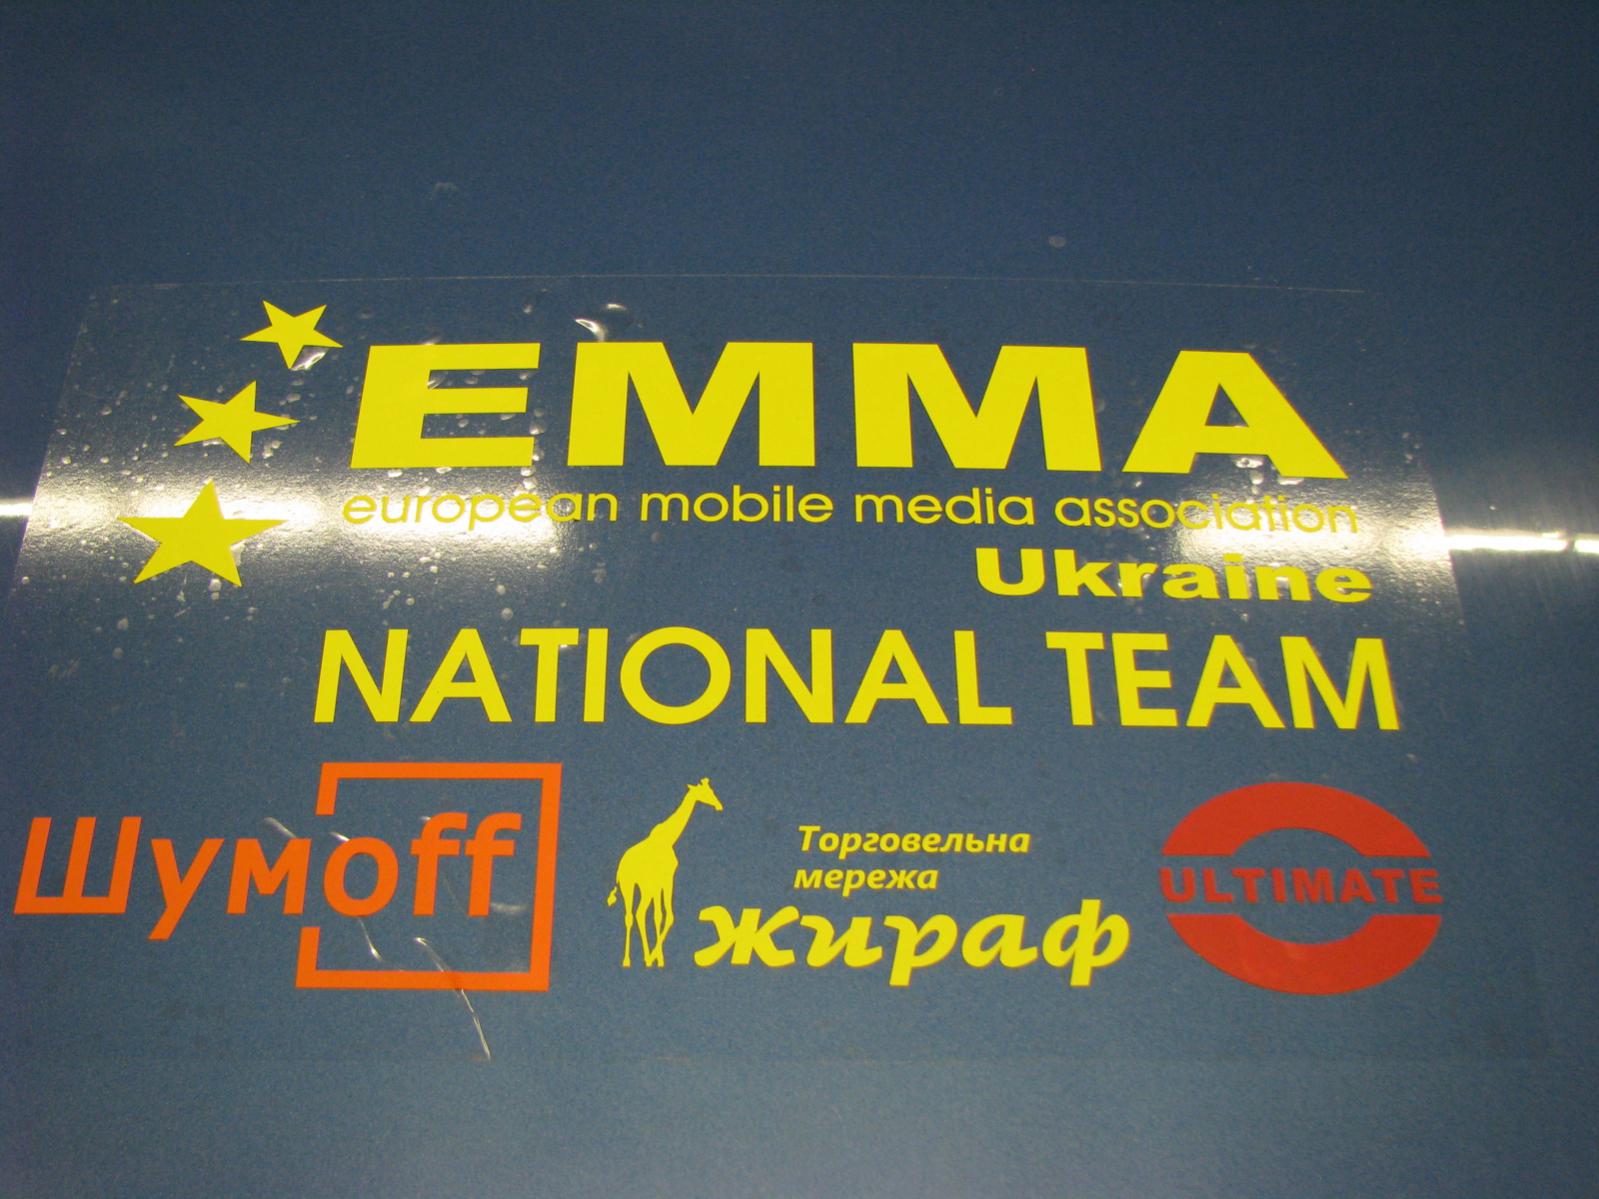 EMMA
european mobile media association
Ukraine
NATIONAL TEAM
Шумoff
Торговельна
мережа
жираф
ULTIMATE